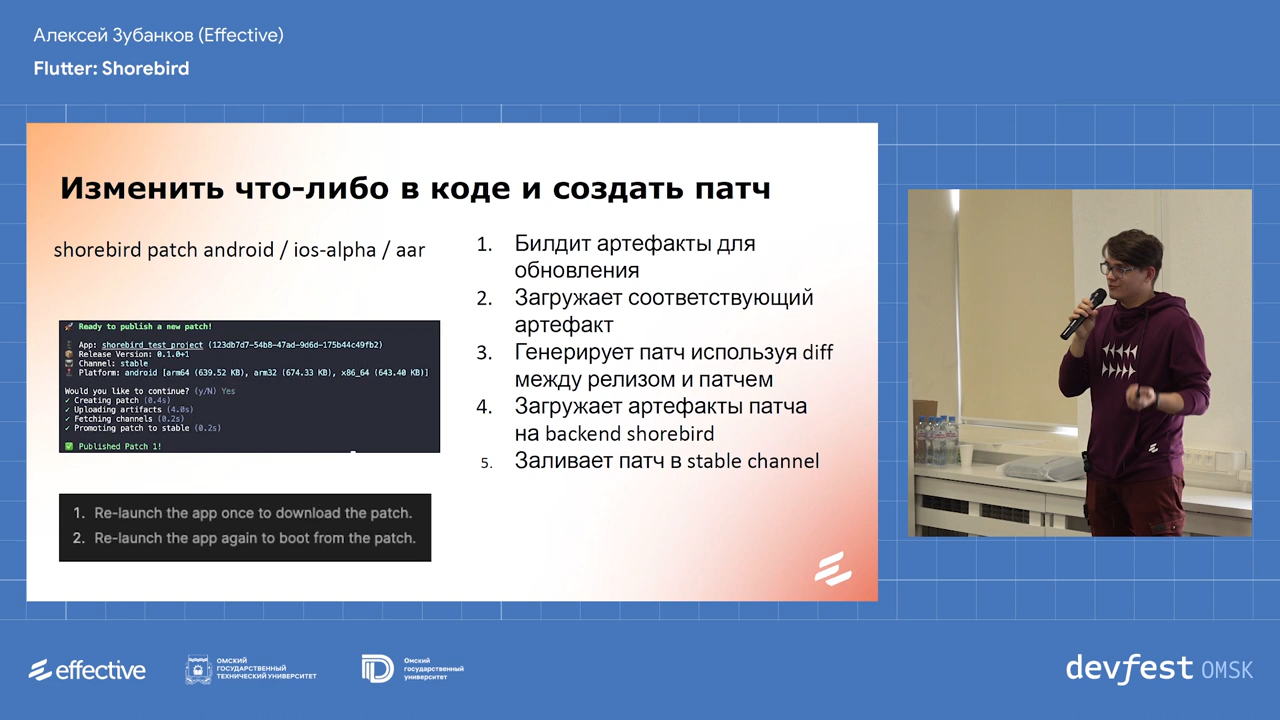 Алексей Зубанков (Effective)
Flutter: Shorebird
Изменить что-либо в коде и создать патч
shorebird patch android / ios-alpha / aar
🚀 Ready to publish a new patch!
App: shorebird_test_project (123db7d7-54b8-47ad-9d6d-175b44c49fb2)
Release Version: 0.1.0+1
Channel: stable
Platform: android [arm64 (639.52 KB), arm32 (674.33 KB), x86_64 (643.40 KB)]
Would you like to continue? (y/N) Yes
✓ Creating patch (0.4s)
✓ Uploading artifacts (4.0s)
✓ Fetching channels (0.2s)
✓ Promoting patch to stable (0.2s)
✅ Published Patch 1!
1. Re-launch the app once to download the patch.
2. Re-launch the app again to boot from the patch.
1. Билдит артефакты для
обновления
2. Загружает соответствующий
артефакт
3. Генерирует патч используя diff
между релизом и патчем
4. Загружает артефакты патча
на backend shorebird
5. Заливает патч в stable channel
effective
ОМСКИЙ
ГОСУДАРСТВЕННЫЙ
ТЕХНИЧЕСКИЙ УНИВЕРСИТЕТ
Омский
государственный
университет
devfest OMSK